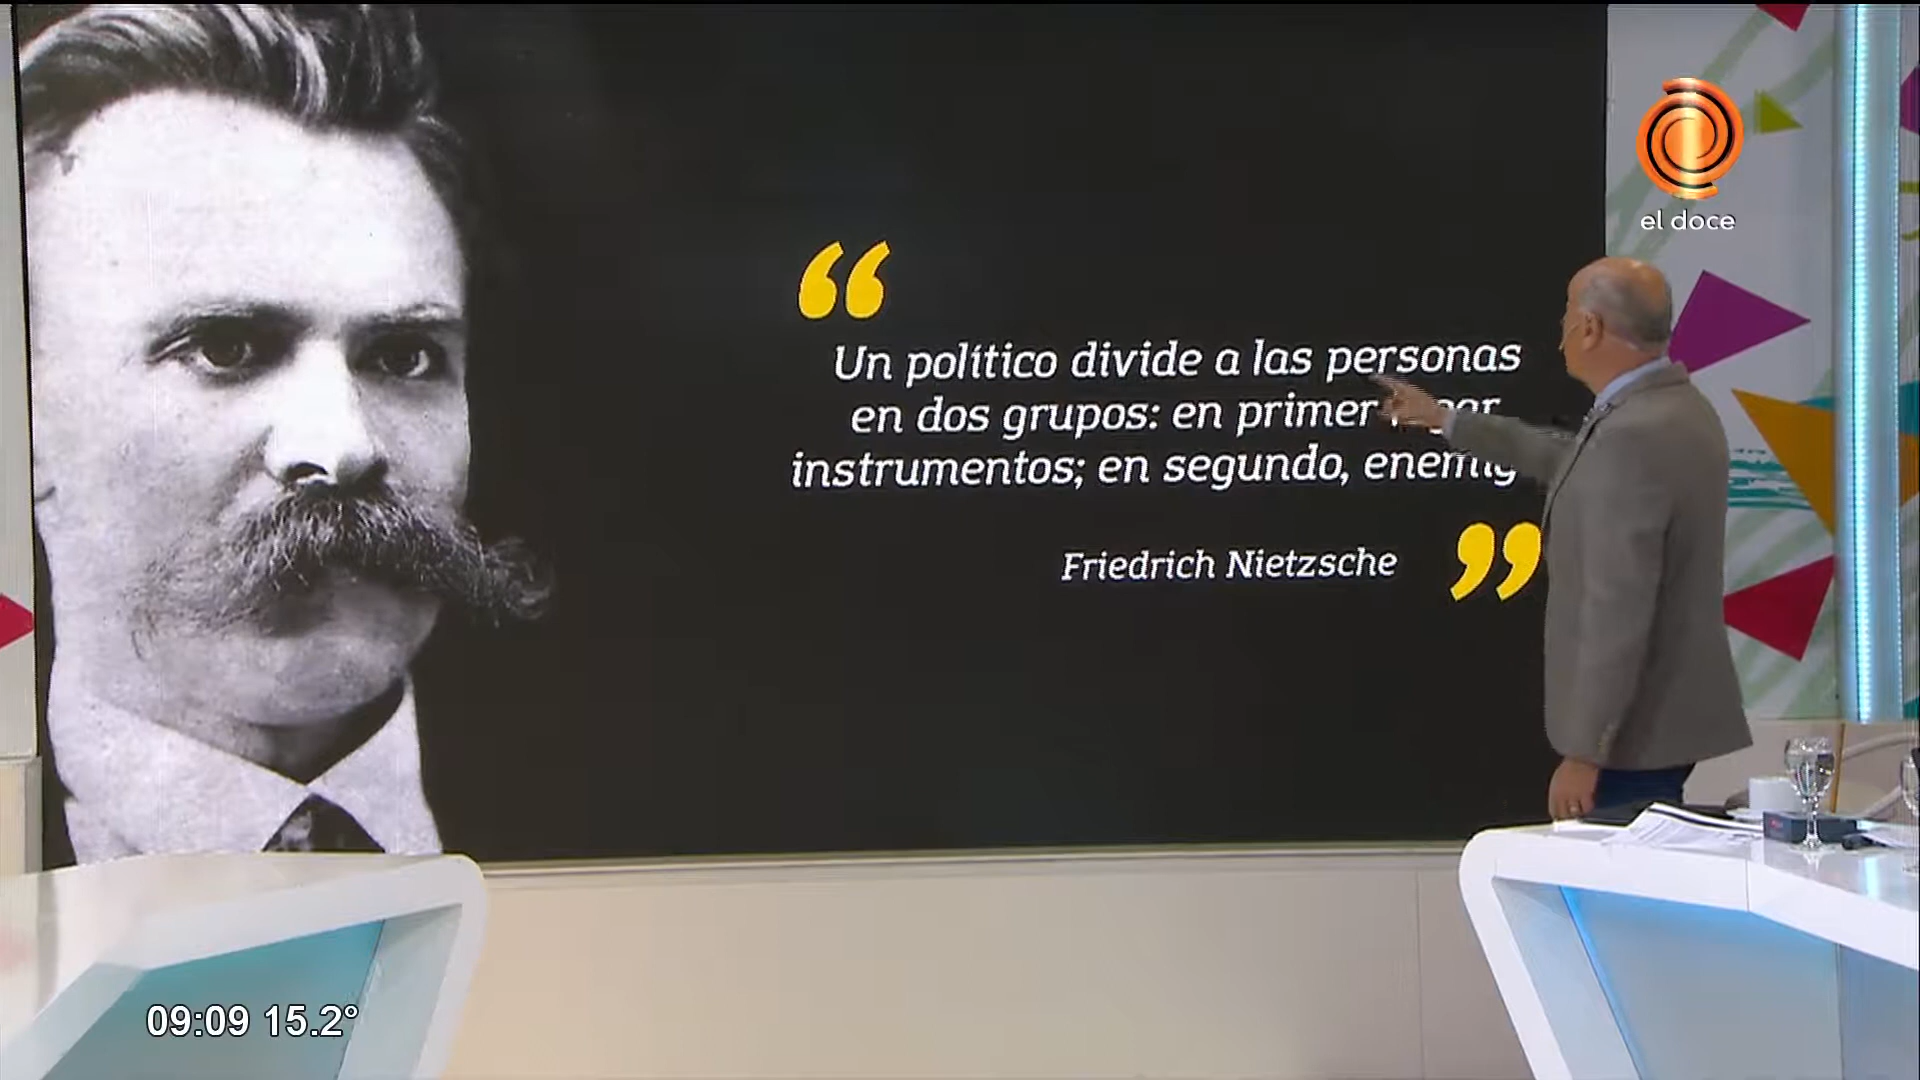 el doce
“
Un político divide a las personas
en dos grupos: en primer
instrumentos; en segundo,
Friedrich Nietzsche
”
09:09 15.2°